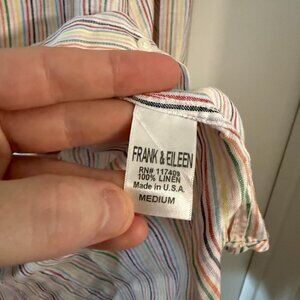 FRANK & EILEEN
RN# 117409
100% LINEN
Made in U.S.A.
MEDIUM